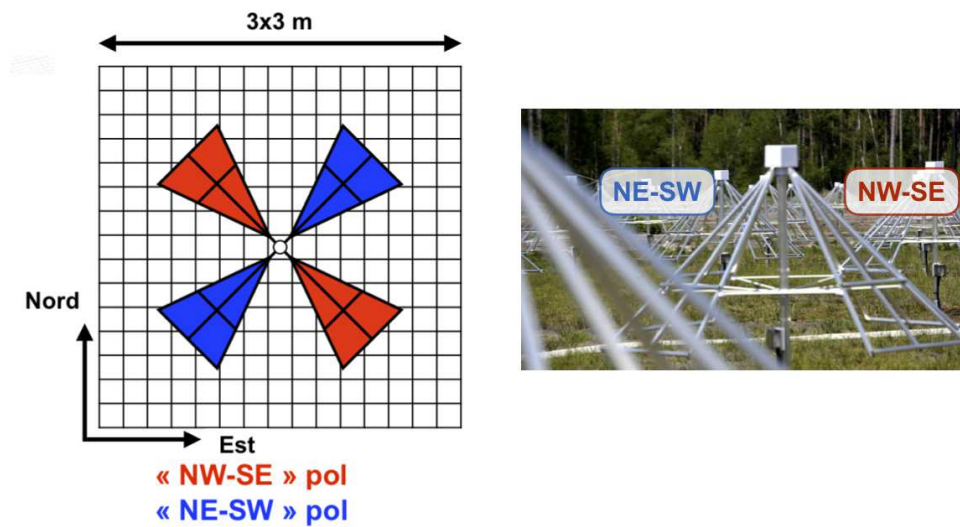 3x3 m
Nord
Est
« NW-SE » pol
« NE-SW » pol
NE-SW
NW-SE